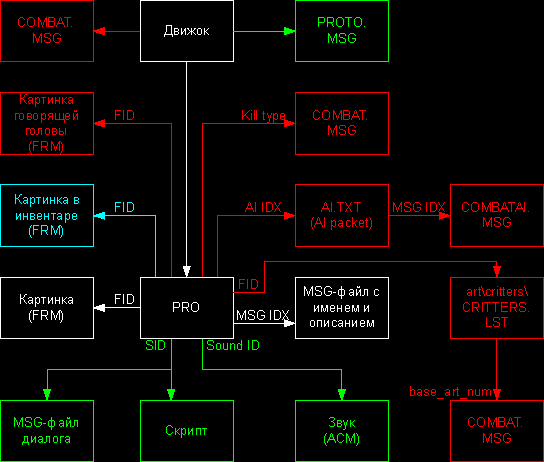 COMBAT.
MSG
Движок
PROTO.
MSG
Картинка
говорящей
головы
(FRM)
FID
Kill type
COMBAT.
MSG
Картинка в
инвентаре
(FRM)
FID
AI IDX
AI.TXT
(AI packet)
MSG IDX
COMBATAI.
MSG
Картинка
(FRM)
FID
PRO
FID
MSG IDX
MSG-файл с
именем и
описанием
art\critters\
CRITTERS.
LST
SID
Sound ID
base_art_num
MSG-файл
диалога
Скрипт
Звук
(ACM)
COMBAT.
MSG